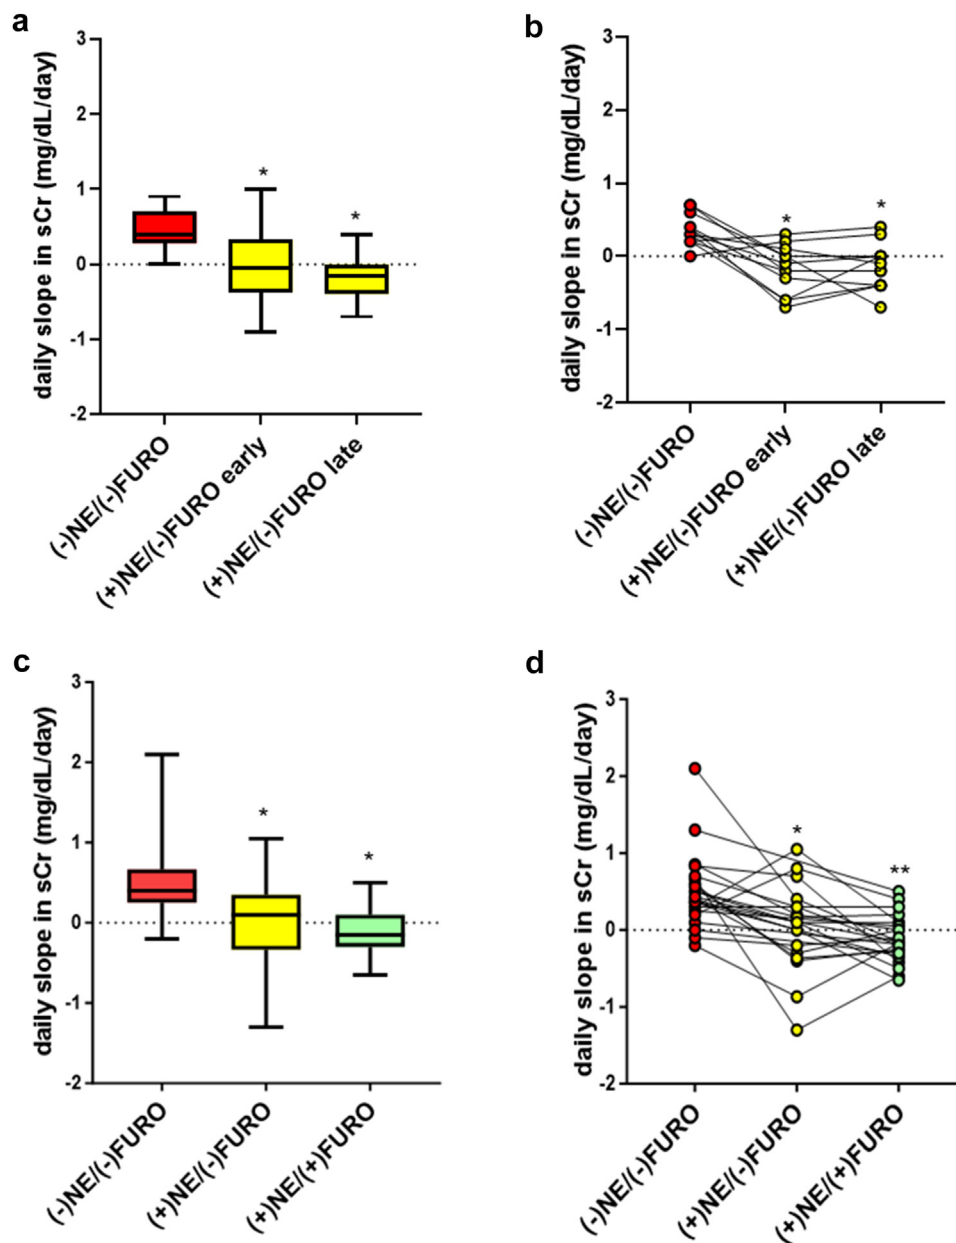 a
daily slope in sCr (mg/dL/day)
3
2
1
0
-1
-2
*
*
(-)NE/(-)FURO
(+)NE/(-)FURO early
(+)NE/(-)FURO late
b
daily slope in sCr (mg/dL/day)
3
2
1
0
-1
-2
*
*
(-)NE/(-)FURO
(+)NE/(-)FURO early
(+)NE/(-)FURO late
c
daily slope in sCr (mg/dL/day)
3
2
1
0
-1
-2
*
*
(-)NE/(-)FURO
(+)NE/(-)FURO
(+)NE/(+)FURO
d
daily slope in sCr (mg/dL/day)
3
2
1
0
-1
-2
*
**
(-)NE/(-)FURO
(+)NE/(-)FURO
(+)NE/(+)FURO